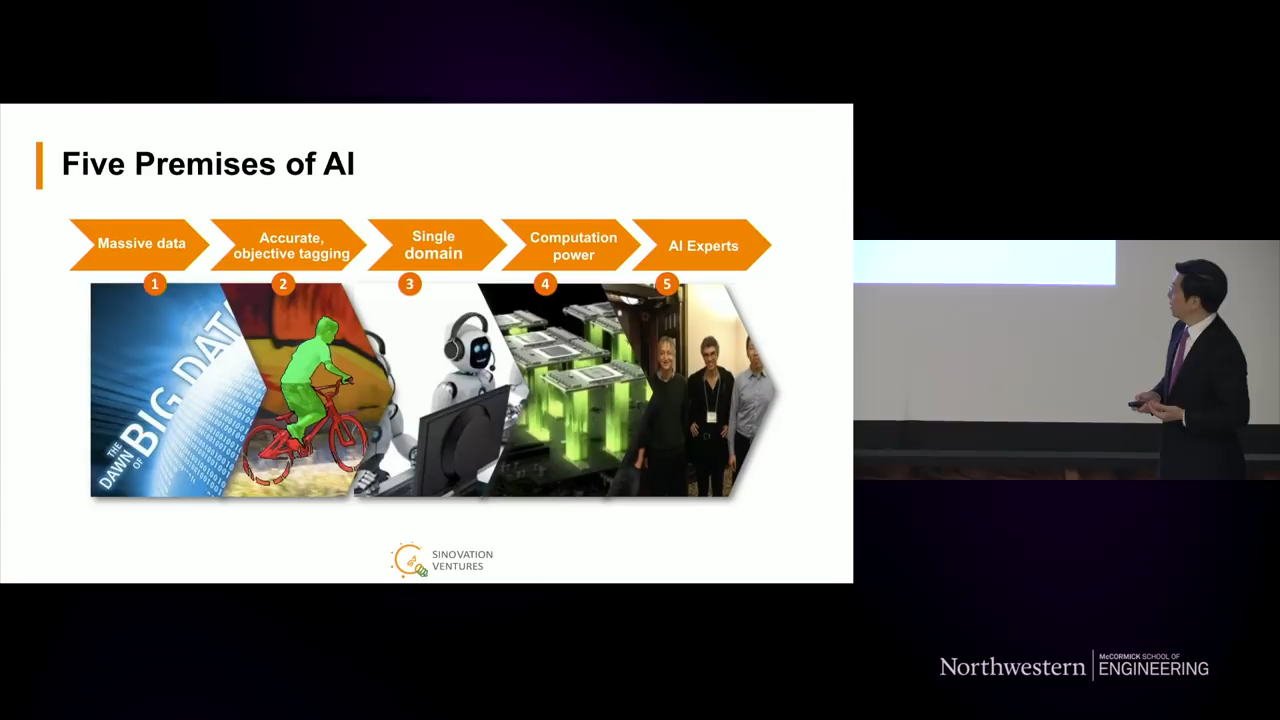 Five Premises of AI
Massive data
Accurate,
objective tagging
Single
domain
Computation
power
AI Experts
1
2
3
4
5
THE
DAWN
OF
BIG DATA
SINOVATION
VENTURES
Northwestern
McCORMICK SCHOOL OF
ENGINEERING